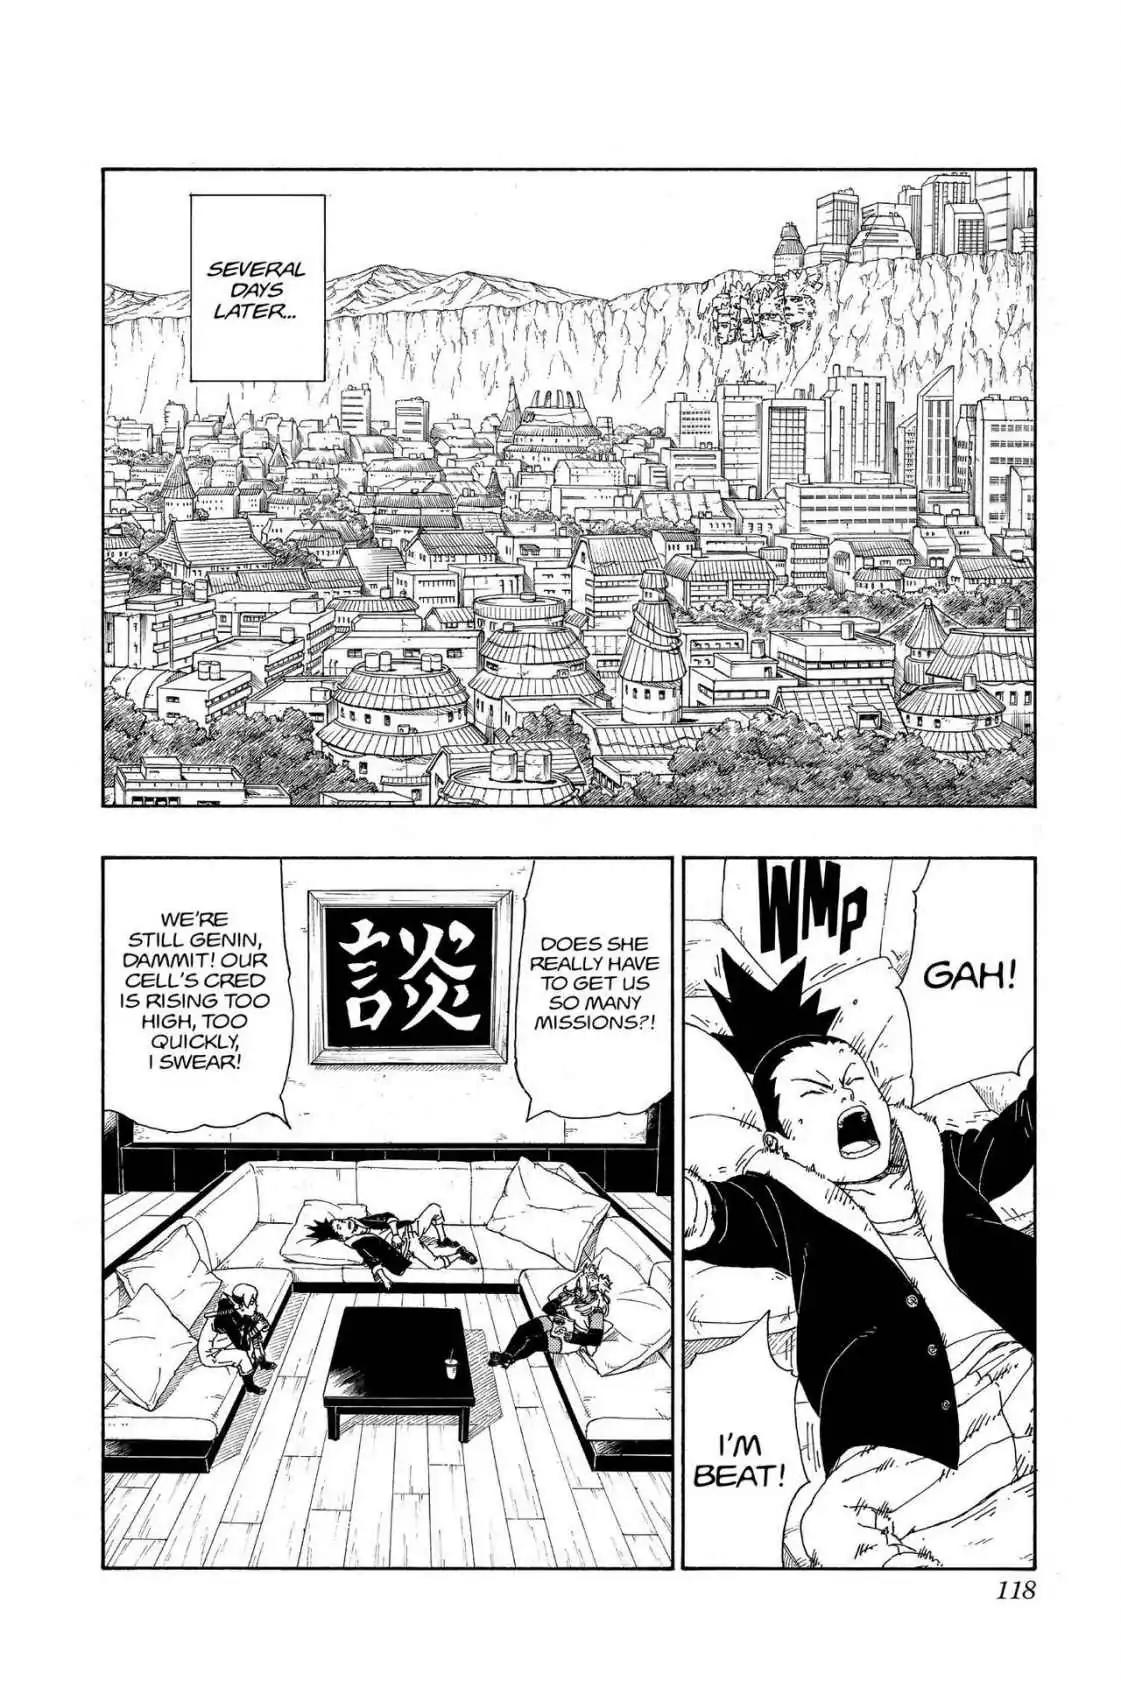 SEVERAL
DAYS
LATER...
WMP
GAH!
I'M
BEAT!
DOES SHE
REALLY HAVE
TO GET US
SO MANY
MISSIONS?!
談
WE'RE
STILL GENIN,
DAMMIT! OUR
CELL'S CRED
IS RISING TOO
HIGH, TOO
QUICKLY,
I SWEAR!
118